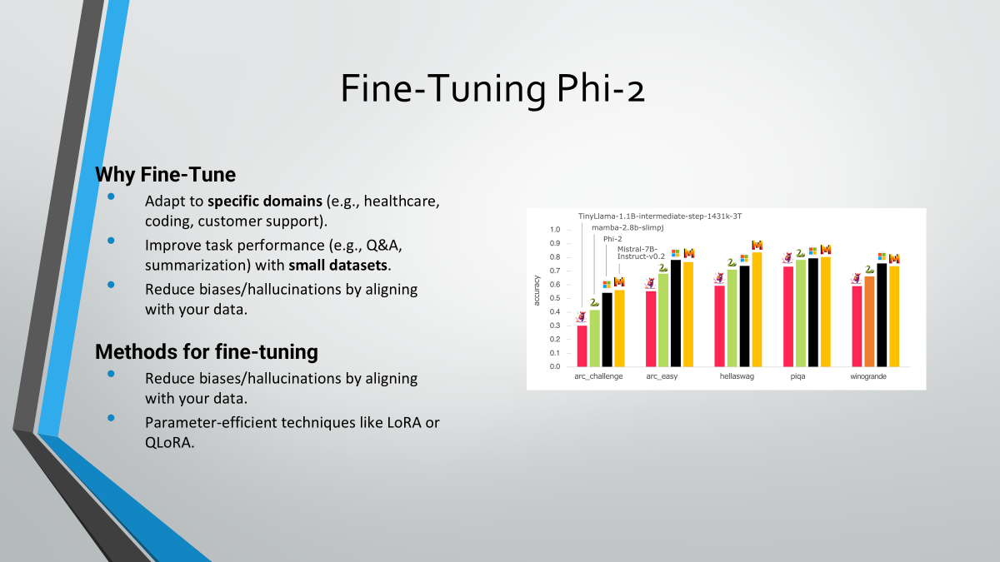 Fine-Tuning Phi-2
Why Fine-Tune
Adapt to specific domains (e.g., healthcare,
coding, customer support).
Improve task performance (e.g., Q&A,
summarization) with small datasets.
Reduce biases/hallucinations by aligning
with your data.
Methods for fine-tuning
Reduce biases/hallucinations by aligning
with your data.
Parameter-efficient techniques like LoRA or
QLoRA.
TinyLlama-1.1B-intermediate-step-1431k-3T
mamba-2.8b-slimpj
Phi-2
Mistral-7B-
Instruct-v0.2
accuracy
1.0
0.9
0.8
0.7
0.6
0.5
0.4
0.3
0.2
0.1
0.0
arc_challenge
arc_easy
hellaswag
piqa
winogrande